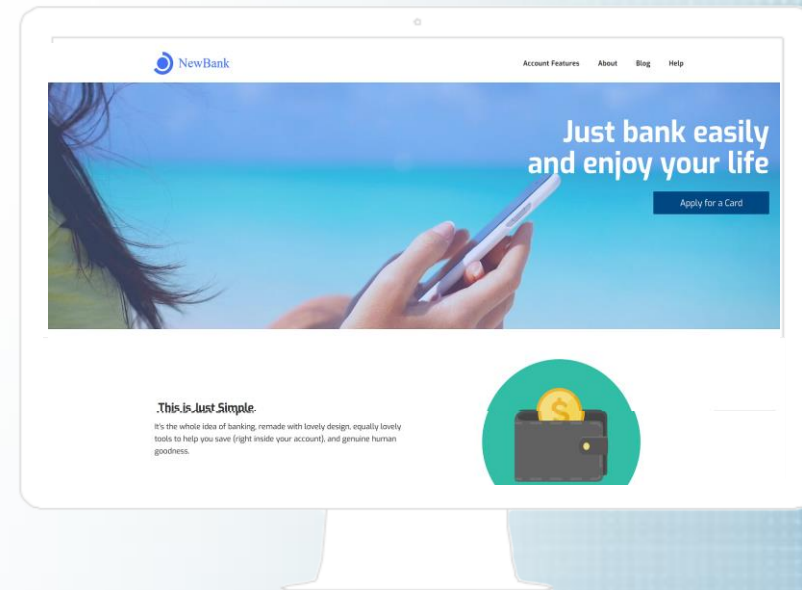 NewBank
Account Features About Blog Help
Just bank easily
and enjoy your life
Apply for a Card
This is Just Simple
It's the whole idea of banking, remade with lovely design, equally lovely
tools to help you save (right inside your account), and genuine human
goodness.
$